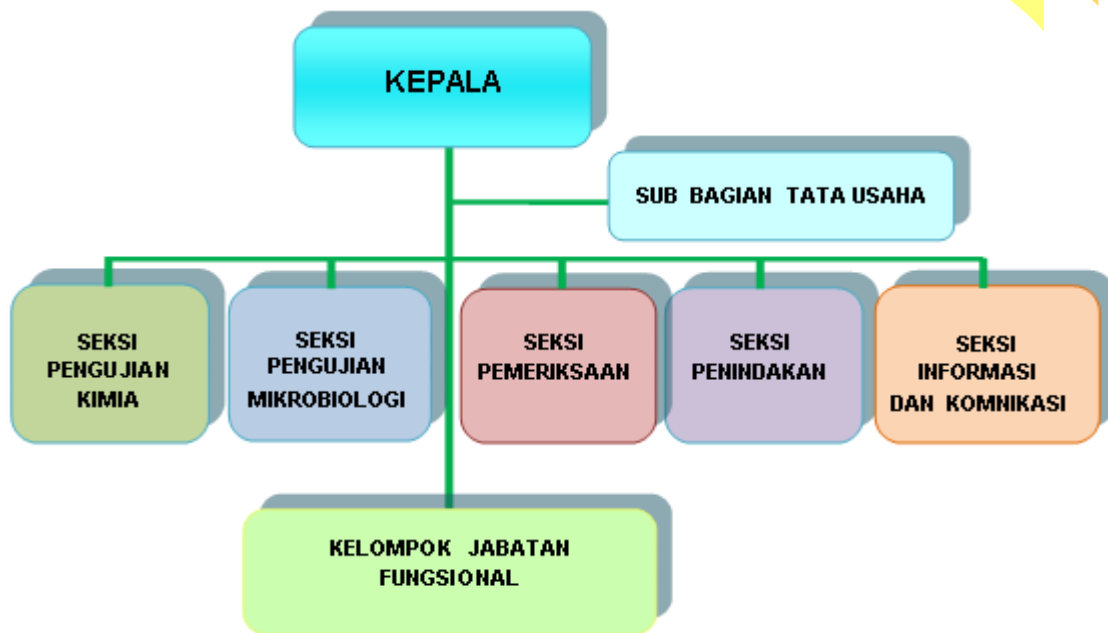 KEPALA
SUB BAGIAN TATA USAHA
SEKSI
PENGUJIAN
KIMIA
SEKSI
PENGUJIAN
MIKROBIOLOGI
SEKSI
PEMERIKSAAN
SEKSI
PENINDAKAN
SEKSI
INFORMASI
DAN KOMNIKASI
KELOMPOK JABATAN
FUNGSIONAL